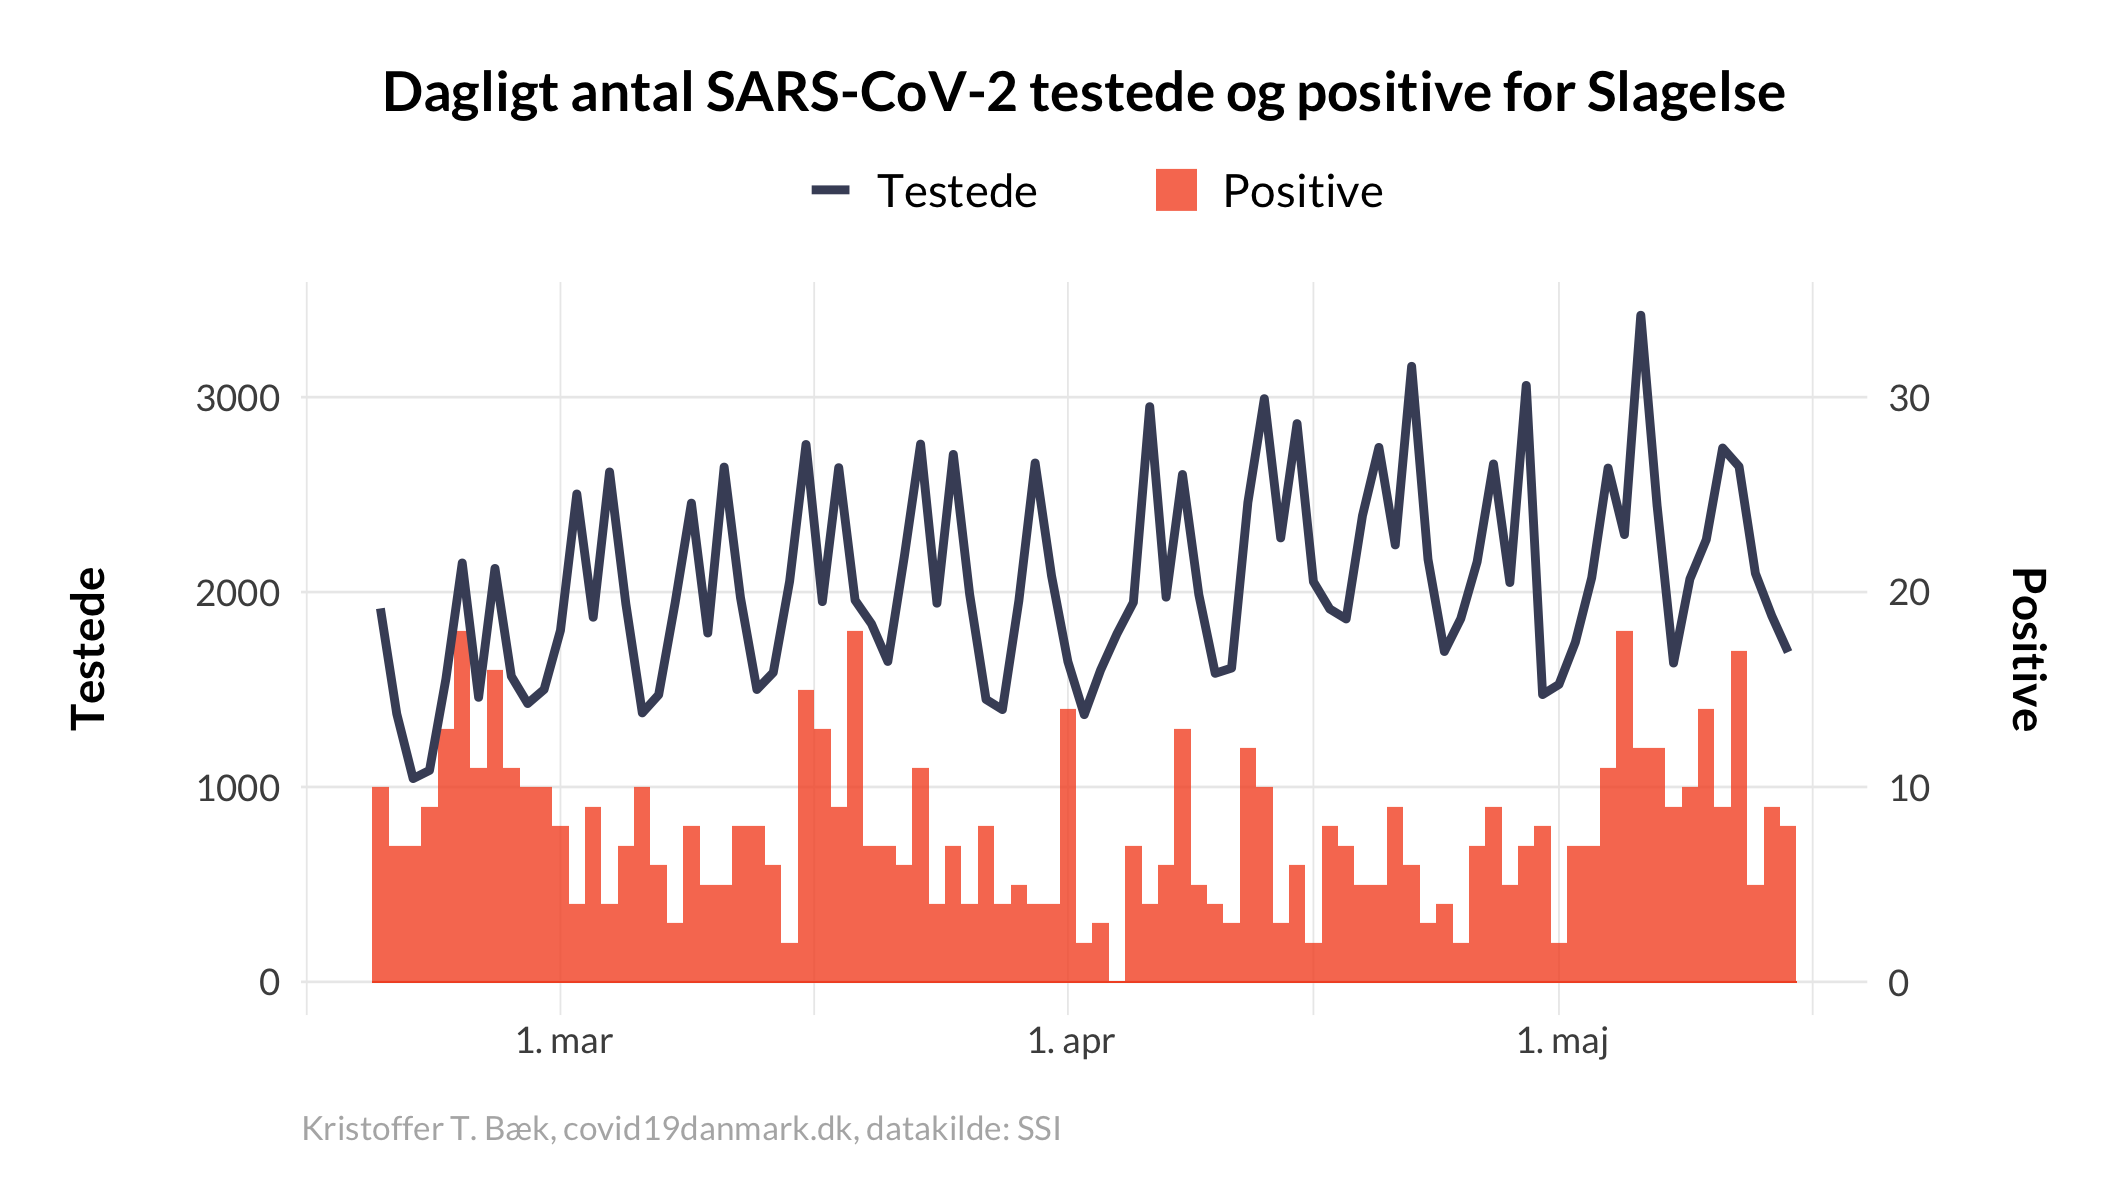 Dagligt antal SARS-CoV-2 testede og positive for Slagelse
Testede Positive
3000 30
2000 20
1000 10
0 0
Testede
Positive
1. mar 1. apr 1. maj
Kristoffer T. Bæk, covid19danmark.dk, datakilde: SSI